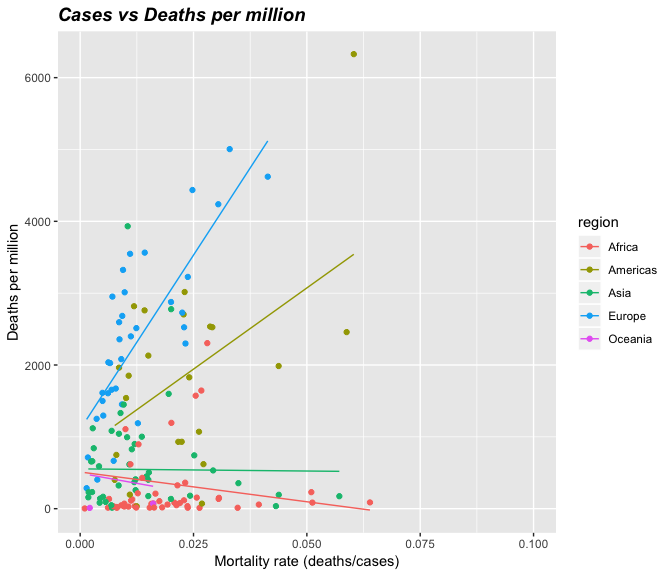 Cases vs Deaths per million
Deaths per million
6000
4000
2000
0
0.000
0.025
0.050
0.075
0.100
Mortality rate (deaths/cases)
region
Africa
Americas
Asia
Europe
Oceania